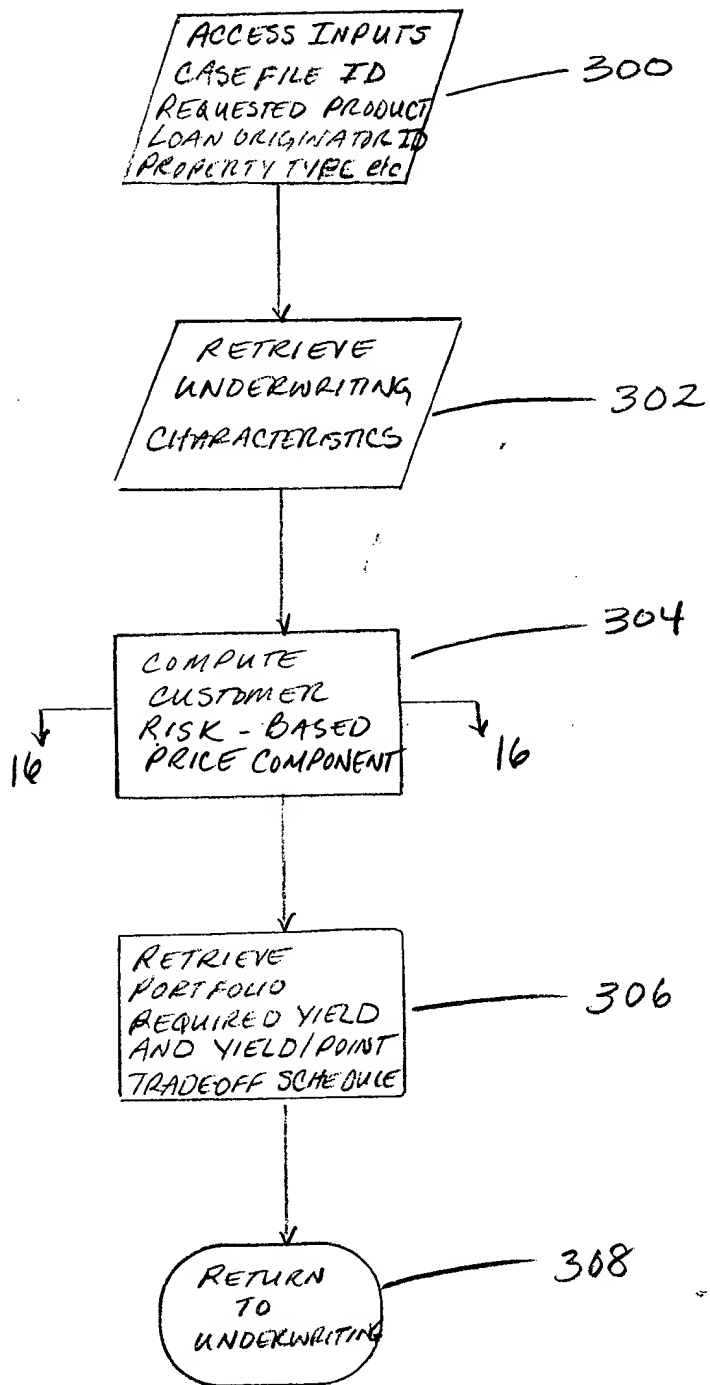 ACCESS INPUTS
CASE FILE ID
REQUESTED PRODUCT
LOAN ORIGINATOR ID
PROPERTY TYPE etc
300
RETRIEVE
UNDERWRITING
CHARACTERISTICS
302
COMPUTE
CUSTOMER
RISK-BASED
PRICE COMPONENT
304
16
16
RETRIEVE
PORTFOLIO
REQUIRED YIELD
AND YIELD/POINT
TRADEOFF SCHEDULE
306
RETURN
TO
UNDERWRITING
308